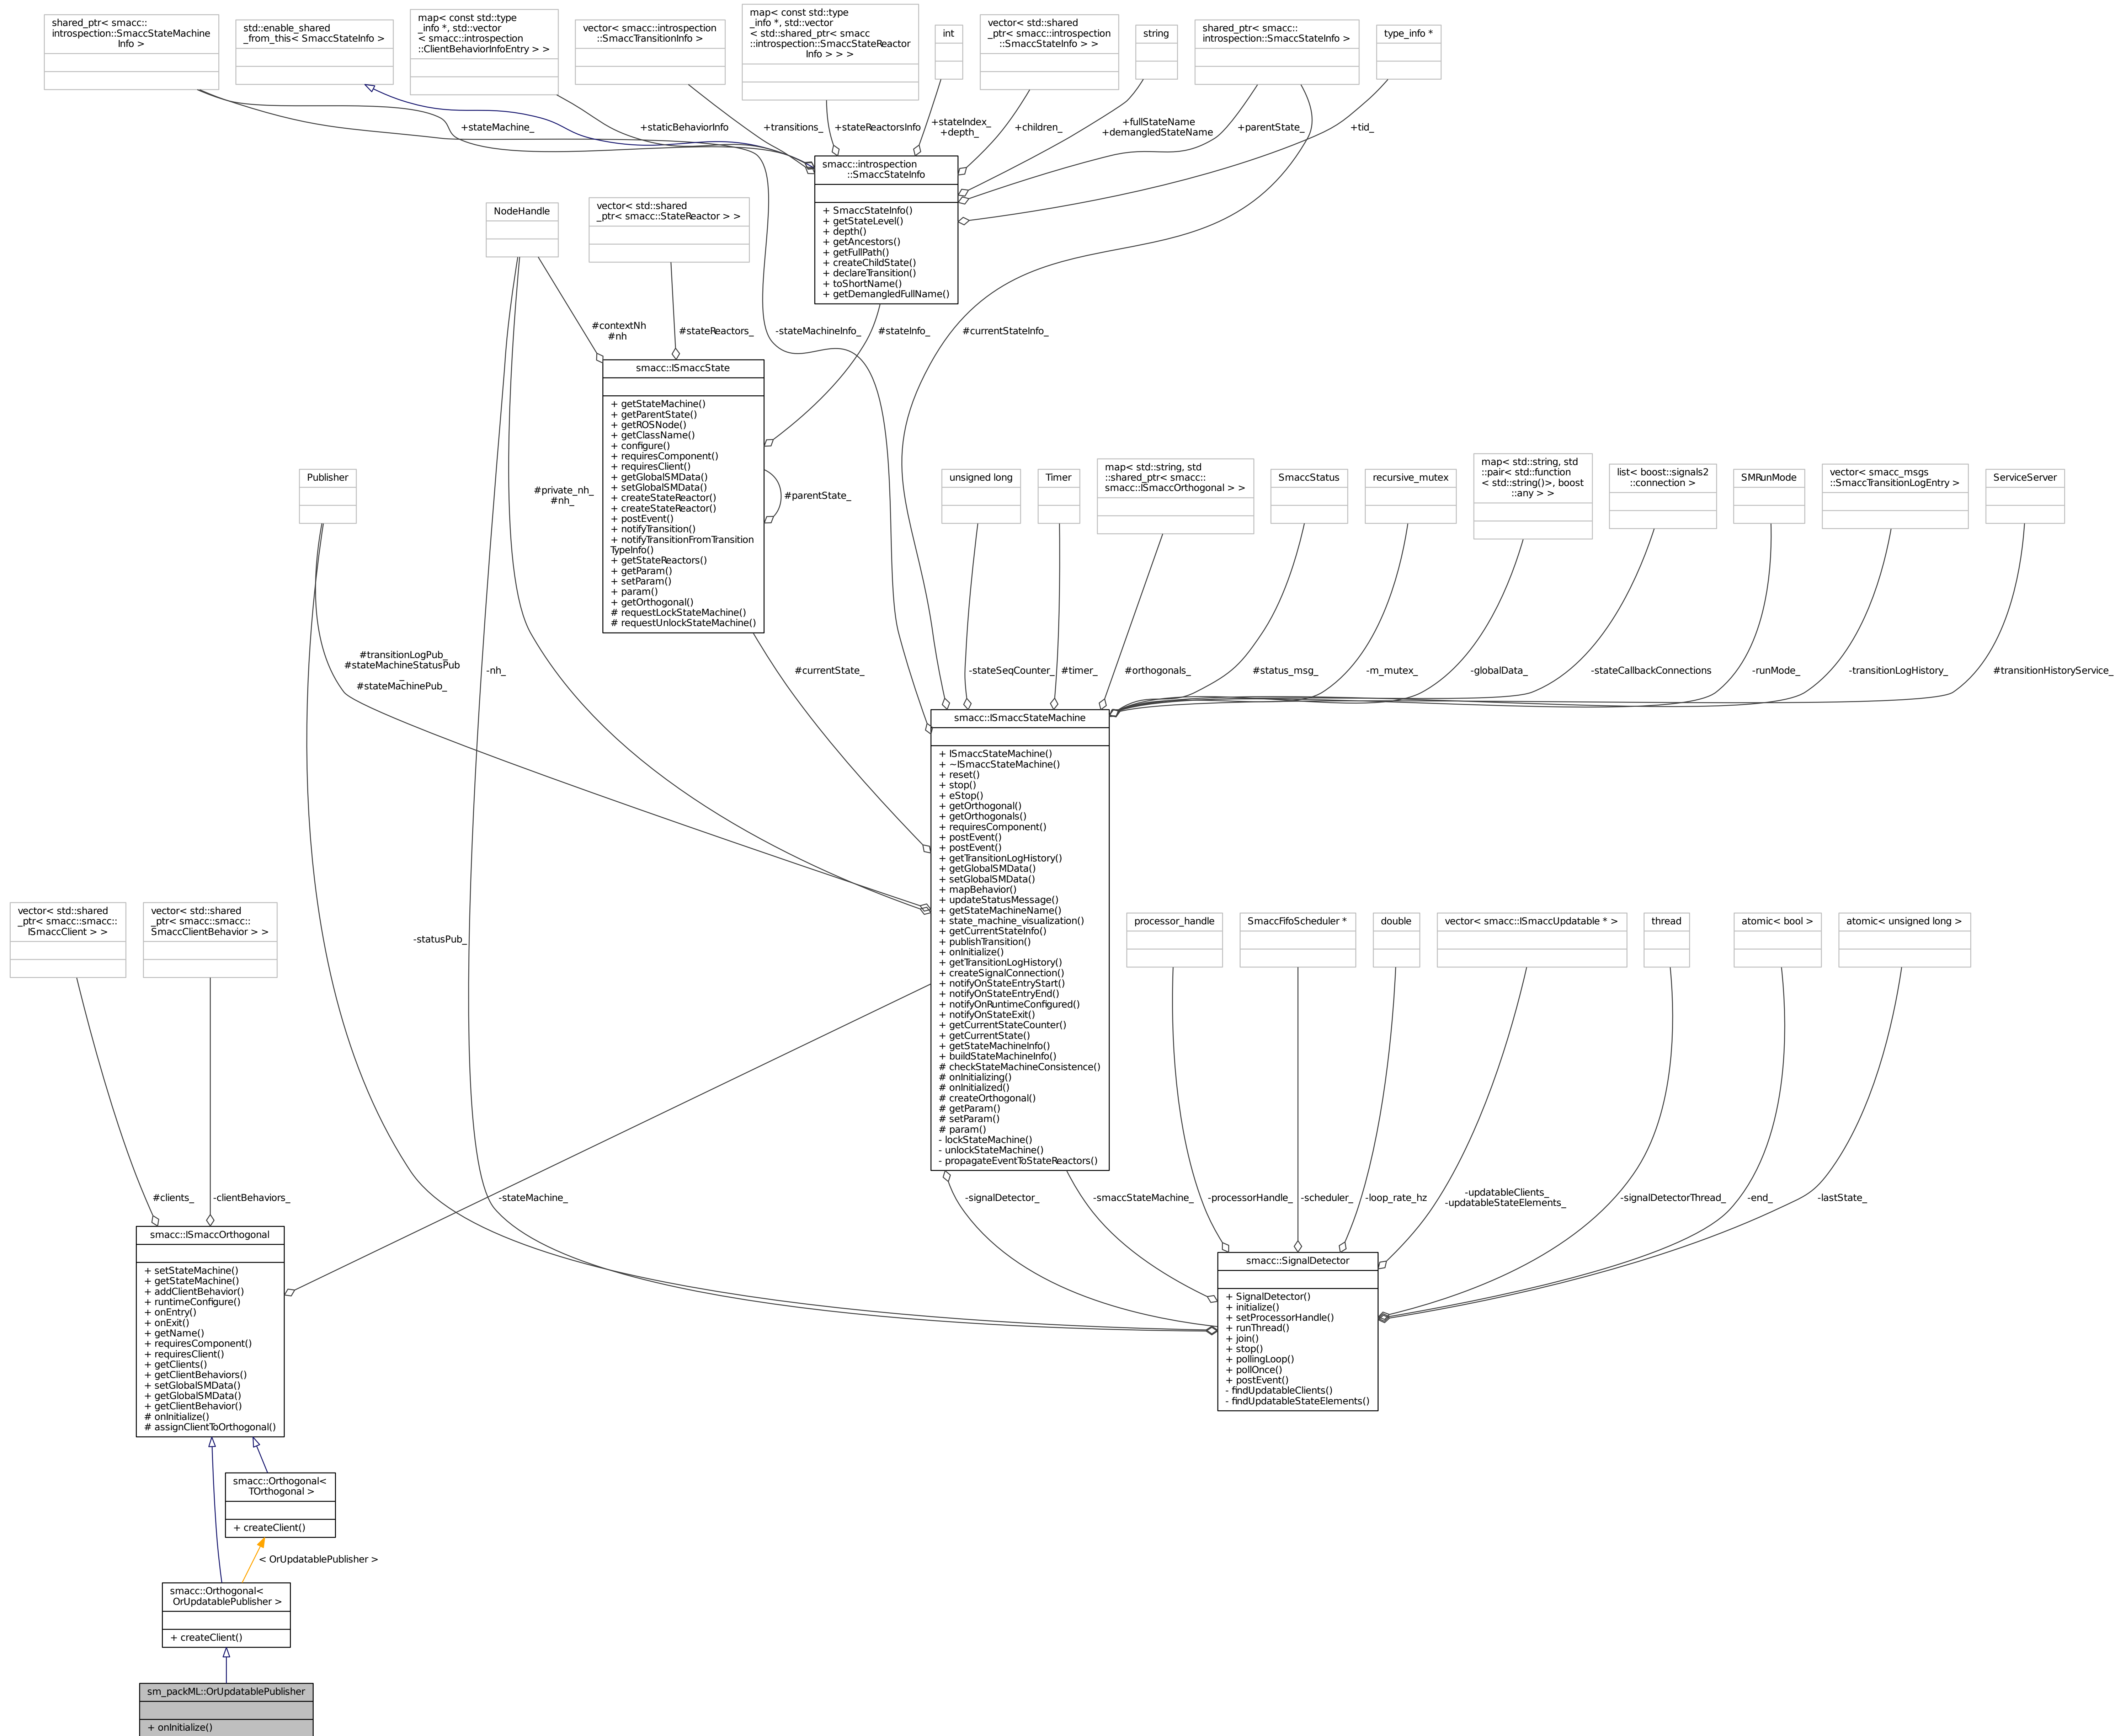 shared_ptr< smacc::
introspection::SmaccStateMachine
Info >
std::enable_shared
_from_this< SmaccStateInfo >
map< const std::type
_info *, std::vector
< smacc::introspection
::ClientBehaviorInfoEntry > >
vector< smacc::introspection
::SmaccTransitionInfo >
map< const std::type
_info *, std::vector
< std::shared_ptr< smacc
::introspection::SmaccStateReactor
Info > > >
int
vector< std::shared
_ptr< smacc::introspection
::SmaccStateInfo > >
string
shared_ptr< smacc::
introspection::SmaccStateInfo >
type_info *
+stateMachine_
+staticBehaviorInfo
+transitions_
+stateReactorsInfo
+stateIndex_
+depth_
+children_
+fullStateName
+demangledStateName
+parentState_
+tid_
smacc::introspection
::SmaccStateInfo
+ SmaccStateInfo()
+ getStateLevel()
+ depth()
+ getAncestors()
+ getFullPath()
+ createChildState()
+ declareTransition()
+ toShortName()
+ getDemangledFullName()
NodeHandle
vector< std::shared
_ptr< smacc::StateReactor > >
#contextNh
#nh
#stateReactors_
-stateMachineInfo_
#stateInfo_
#currentStateInfo_
smacc::ISmaccState
+ getStateMachine()
+ getParentState()
+ getROSNode()
+ getClassName()
+ configure()
+ requiresComponent()
+ requiresClient()
+ getGlobalSMData()
+ setGlobalSMData()
+ createStateReactor()
+ createStateReactor()
+ postEvent()
+ notifyTransition()
+ notifyTransitionFromTransition
TypeInfo()
+ getStateReactors()
+ getParam()
+ setParam()
+ param()
+ getOrthogonal()
# requestLockStateMachine()
# requestUnlockStateMachine()
#parentState_
#private_nh_
#nh_
Publisher
unsigned long
Timer
map< std::string, std
::shared_ptr< smacc::
smacc::ISmaccOrthogonal > >
SmaccStatus
recursive_mutex
map< std::string, std
::pair< std::function
< std::string()>, boost
::any > >
list< boost::signals2
::connection >
SMRunMode
vector< smacc_msgs
::SmaccTransitionLogEntry >
ServiceServer
#transitionLogPub_
#stateMachineStatusPub
_
#stateMachinePub_
-nh_
#currentState_
-stateSeqCounter_
#timer_
#orthogonals_
#status_msg_
-m_mutex_
-globalData_
-stateCallbackConnections
-runMode_
-transitionLogHistory_
#transitionHistoryService_
smacc::ISmaccStateMachine
+ ISmaccStateMachine()
+ ~ISmaccStateMachine()
+ reset()
+ stop()
+ eStop()
+ getOrthogonal()
+ getOrthogonals()
+ requiresComponent()
+ postEvent()
+ postEvent()
+ getTransitionLogHistory()
+ getGlobalSMData()
+ setGlobalSMData()
+ mapBehavior()
+ updateStatusMessage()
+ getStateMachineName()
+ state_machine_visualization()
+ getCurrentStateInfo()
+ publishTransition()
+ onInitialize()
+ getTransitionLogHistory()
+ createSignalConnection()
+ notifyOnStateEntryStart()
+ notifyOnStateEntryEnd()
+ notifyOnRuntimeConfigured()
+ notifyOnStateExit()
+ getCurrentStateCounter()
+ getCurrentState()
+ getStateMachineInfo()
+ buildStateMachineInfo()
# checkStateMachineConsistence()
# onInitializing()
# onInitialized()
# createOrthogonal()
# getParam()
# setParam()
# param()
- lockStateMachine()
- unlockStateMachine()
- propagateEventToStateReactors()
vector< std::shared
_ptr< smacc::smacc::
ISmaccClient > >
vector< std::shared
_ptr< smacc::smacc::
SmaccClientBehavior > >
-statusPub_
processor_handle
SmaccFifoScheduler *
double
vector< smacc::ISmaccUpdatable * >
thread
atomic< bool >
atomic< unsigned long >
#clients_
-clientBehaviors_
-stateMachine_
-signalDetector_
-smaccStateMachine_
-processorHandle_
-scheduler_
-loop_rate_hz
-updatableClients_
-updatableStateElements_
-signalDetectorThread_
-end_
-lastState_
smacc::ISmaccOrthogonal
+ setStateMachine()
+ getStateMachine()
+ addClientBehavior()
+ runtimeConfigure()
+ onEntry()
+ onExit()
+ getName()
+ requiresComponent()
+ requiresClient()
+ getClients()
+ getClientBehaviors()
+ setGlobalSMData()
+ getGlobalSMData()
+ getClientBehavior()
# onInitialize()
# assignClientToOrthogonal()
smacc::SignalDetector
+ SignalDetector()
+ initialize()
+ setProcessorHandle()
+ runThread()
+ join()
+ stop()
+ pollingLoop()
+ pollOnce()
+ postEvent()
- findUpdatableClients()
- findUpdatableStateElements()
smacc::Orthogonal<
TOrthogonal >
+ createClient()
< OrUpdatablePublisher >
smacc::Orthogonal<
OrUpdatablePublisher >
+ createClient()
sm_packML::OrUpdatablePublisher
+ onInitialize()